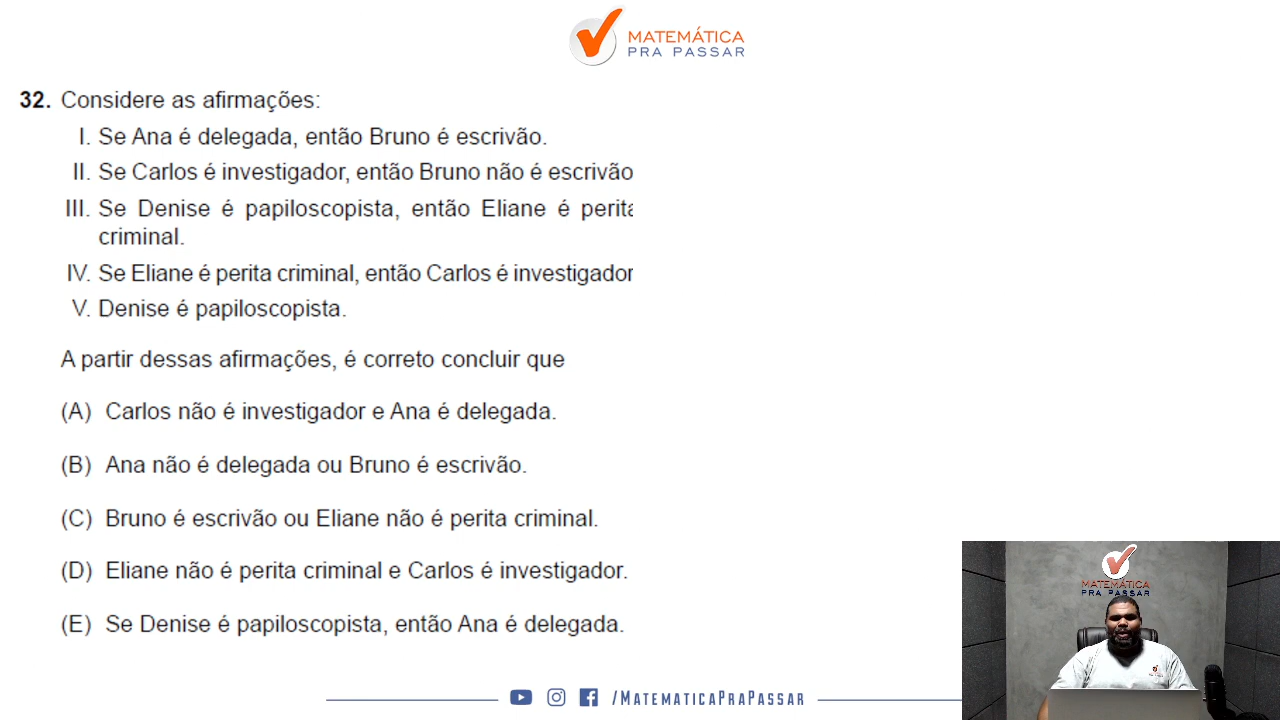 MATEMÁTICA
PRA PASSAR
32. Considere as afirmações:
I. Se Ana é delegada, então Bruno é escrivão.
II. Se Carlos é investigador, então Bruno não é escrivão
III. Se Denise é papiloscopista, então Eliane é perita
criminal.
IV. Se Eliane é perita criminal, então Carlos é investigador
V. Denise é papiloscopista.
A partir dessas afirmações, é correto concluir que
(A) Carlos não é investigador e Ana é delegada.
(B) Ana não é delegada ou Bruno é escrivão.
(C) Bruno é escrivão ou Eliane não é perita criminal.
(D) Eliane não é perita criminal e Carlos é investigador.
(E) Se Denise é papiloscopista, então Ana é delegada.
MATEMÁTICA
PRA PASSAR
/MATEMATICAPRAPASSAR